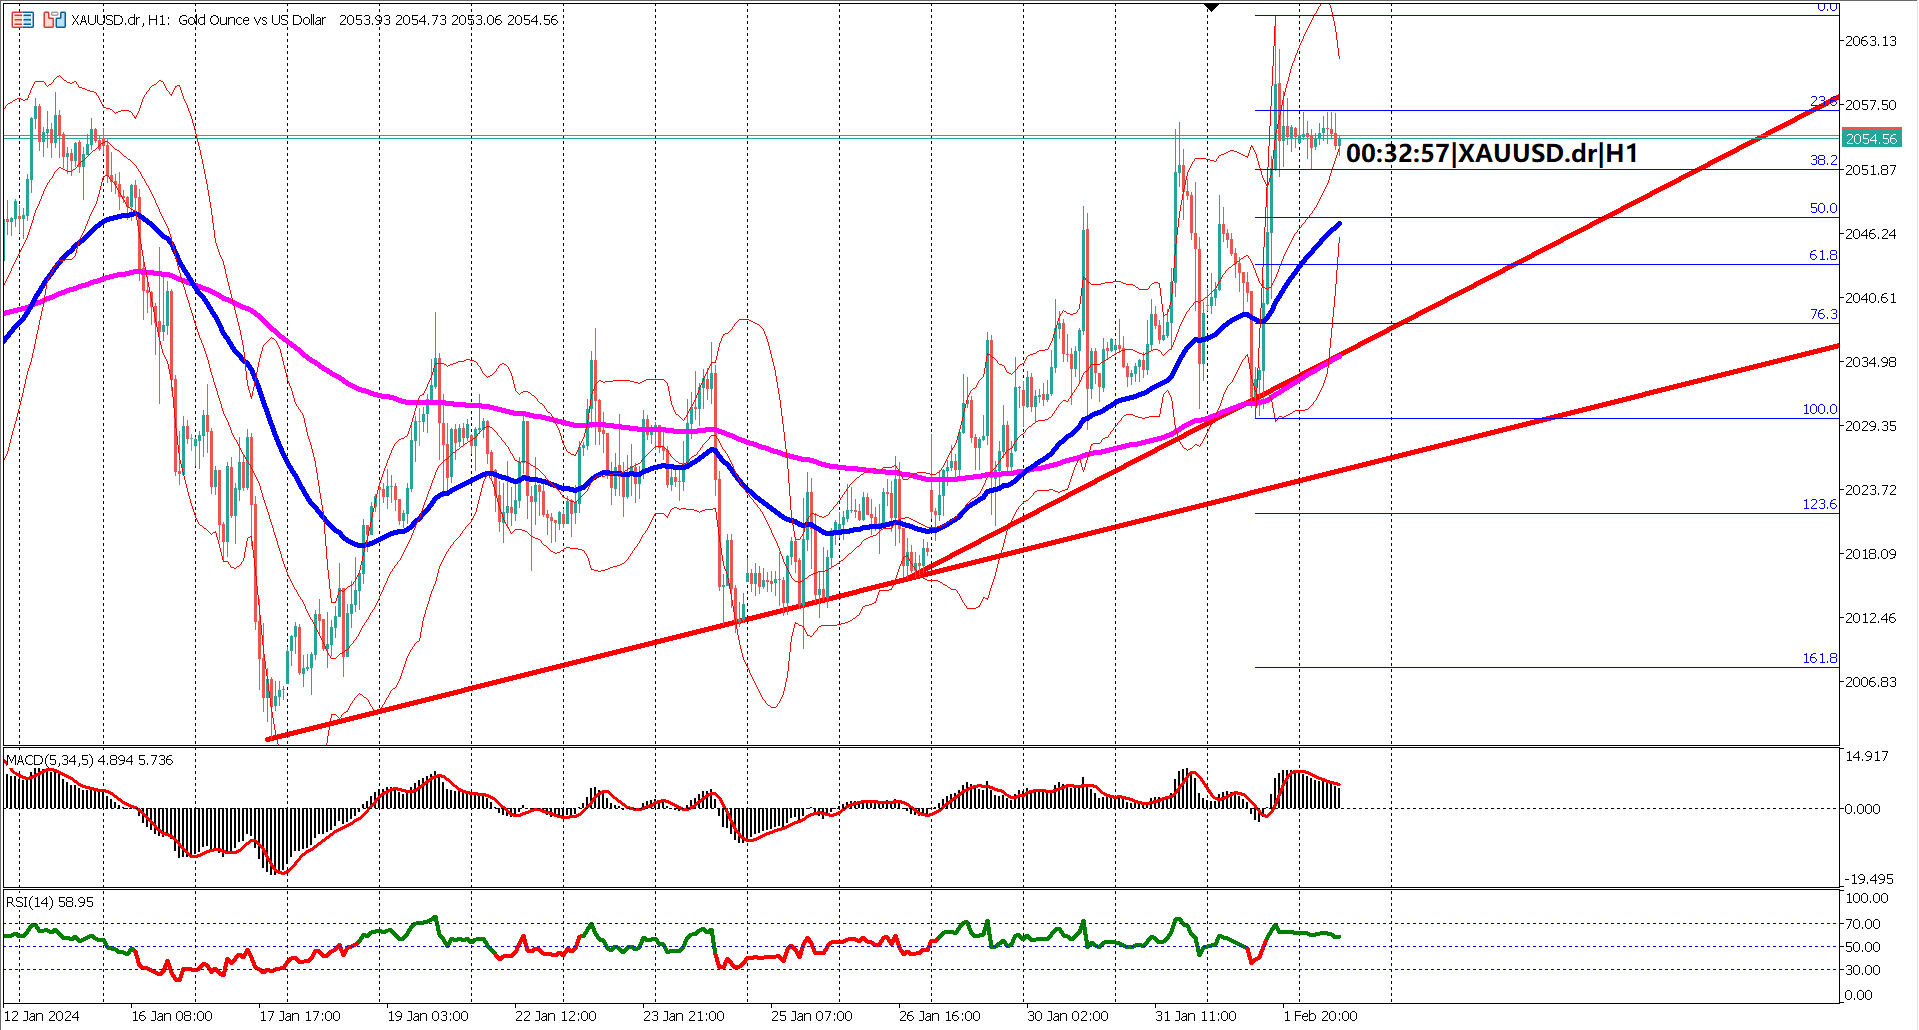 XAUUSD.dr, H1: Gold Ounce vs US Dollar 2053.93 2054.73 2053.06 2054.56
0.0
2063.13
23.6
2057.50
2054.56
00:32:57|XAUUSD.dr|H1
38.2
2051.87
50.0
2046.24
61.8
2040.61
76.3
2034.98
100.0
2029.35
123.6
2023.72
2018.09
2012.46
161.8
2006.83
MACD(5,34,5) 4.894 5.736
14.917
0.000
-19.495
RSI(14) 58.95
100.00
70.00
50.00
30.00
0.00
12 Jan 2024
16 Jan 08:00
17 Jan 17:00
19 Jan 03:00
22 Jan 12:00
23 Jan 21:00
25 Jan 07:00
26 Jan 16:00
30 Jan 02:00
31 Jan 11:00
1 Feb 20:00